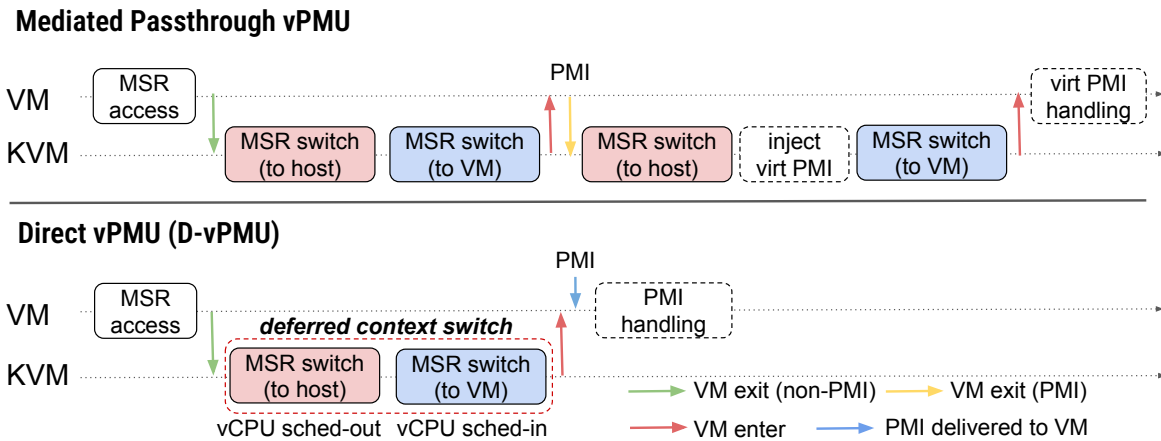 Mediated Passthrough vPMU
VM
MSR
access
PMI
virt PMI
handling
KVM
MSR switch
(to host)
MSR switch
(to VM)
MSR switch
(to host)
inject
virt PMI
MSR switch
(to VM)
Direct vPMU (D-vPMU)
PMI
VM
MSR
access
PMI
handling
deferred context switch
KVM
MSR switch
(to host)
MSR switch
(to VM)
vCPU sched-out
vCPU sched-in
VM exit (non-PMI)
VM exit (PMI)
VM enter
PMI delivered to VM